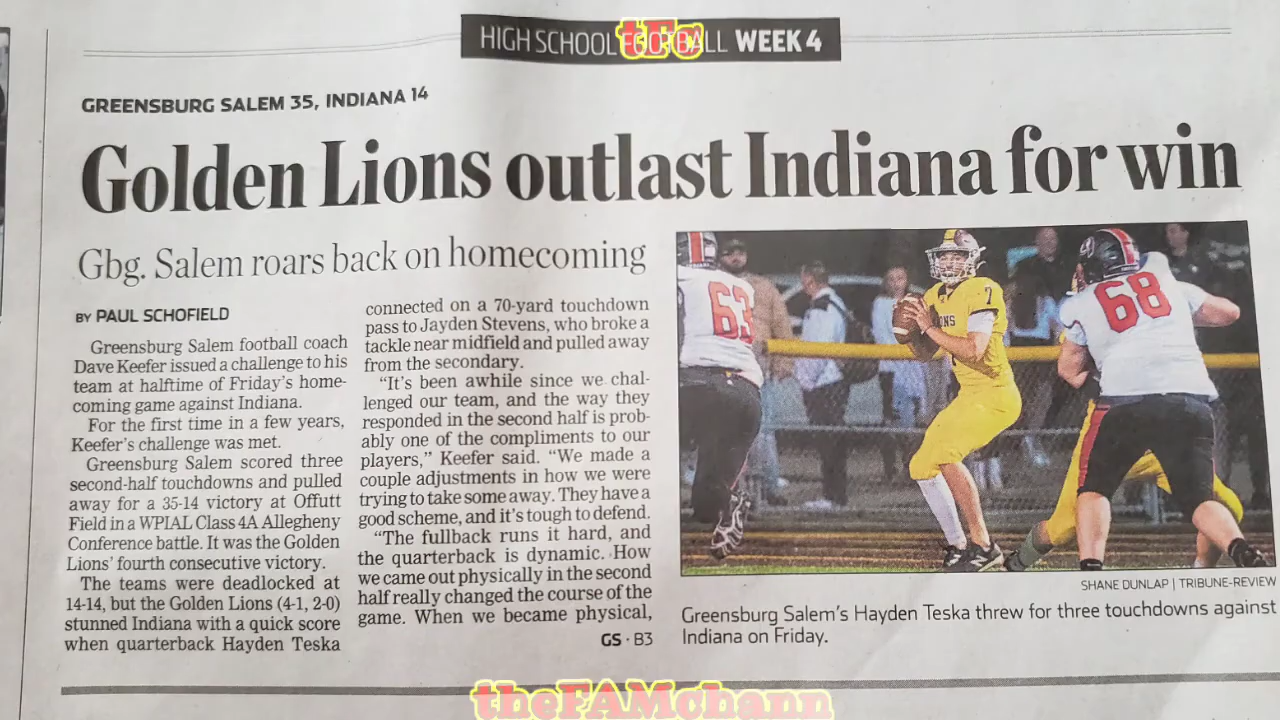 HIGH SCHOOL FOOTBALL WEEK 4
tFc
GREENSBURG SALEM 35, INDIANA 14
Golden Lions outlast Indiana for win
Gbg. Salem roars back on homecoming
BY PAUL SCHOFIELD
Greensburg Salem football coach
Dave Keefer issued a challenge to his
team at halftime of Friday's home-
coming game against Indiana.
For the first time in a few years,
Keefer's challenge was met.
Greensburg Salem scored three
second-half touchdowns and pulled
away for a 35-14 victory at Offutt
Field in a WPIAL Class 4A Allegheny
Conference battle. It was the Golden
Lions' fourth consecutive victory.
The teams were deadlocked at
14-14, but the Golden Lions (4-1, 2-0)
stunned Indiana with a quick score
when quarterback Hayden Teska
connected on a 70-yard touchdown
pass to Jayden Stevens, who broke a
tackle near midfield and pulled away
from the secondary.
“It's been awhile since we chal-
lenged our team, and the way they
responded in the second half is prob-
ably one of the compliments to our
players,” Keefer said. “We made a
couple adjustments in how we were
trying to take some away. They have a
good scheme, and it's tough to defend.
“The fullback runs it hard, and
the quarterback is dynamic. How
we came out physically in the second
half really changed the course of the
game. When we became physical,
GS · B3
63
7
68
SHANE DUNLAP | TRIBUNE-REVIEW
Greensburg Salem's Hayden Teska threw for three touchdowns against
Indiana on Friday.
theFAMchann